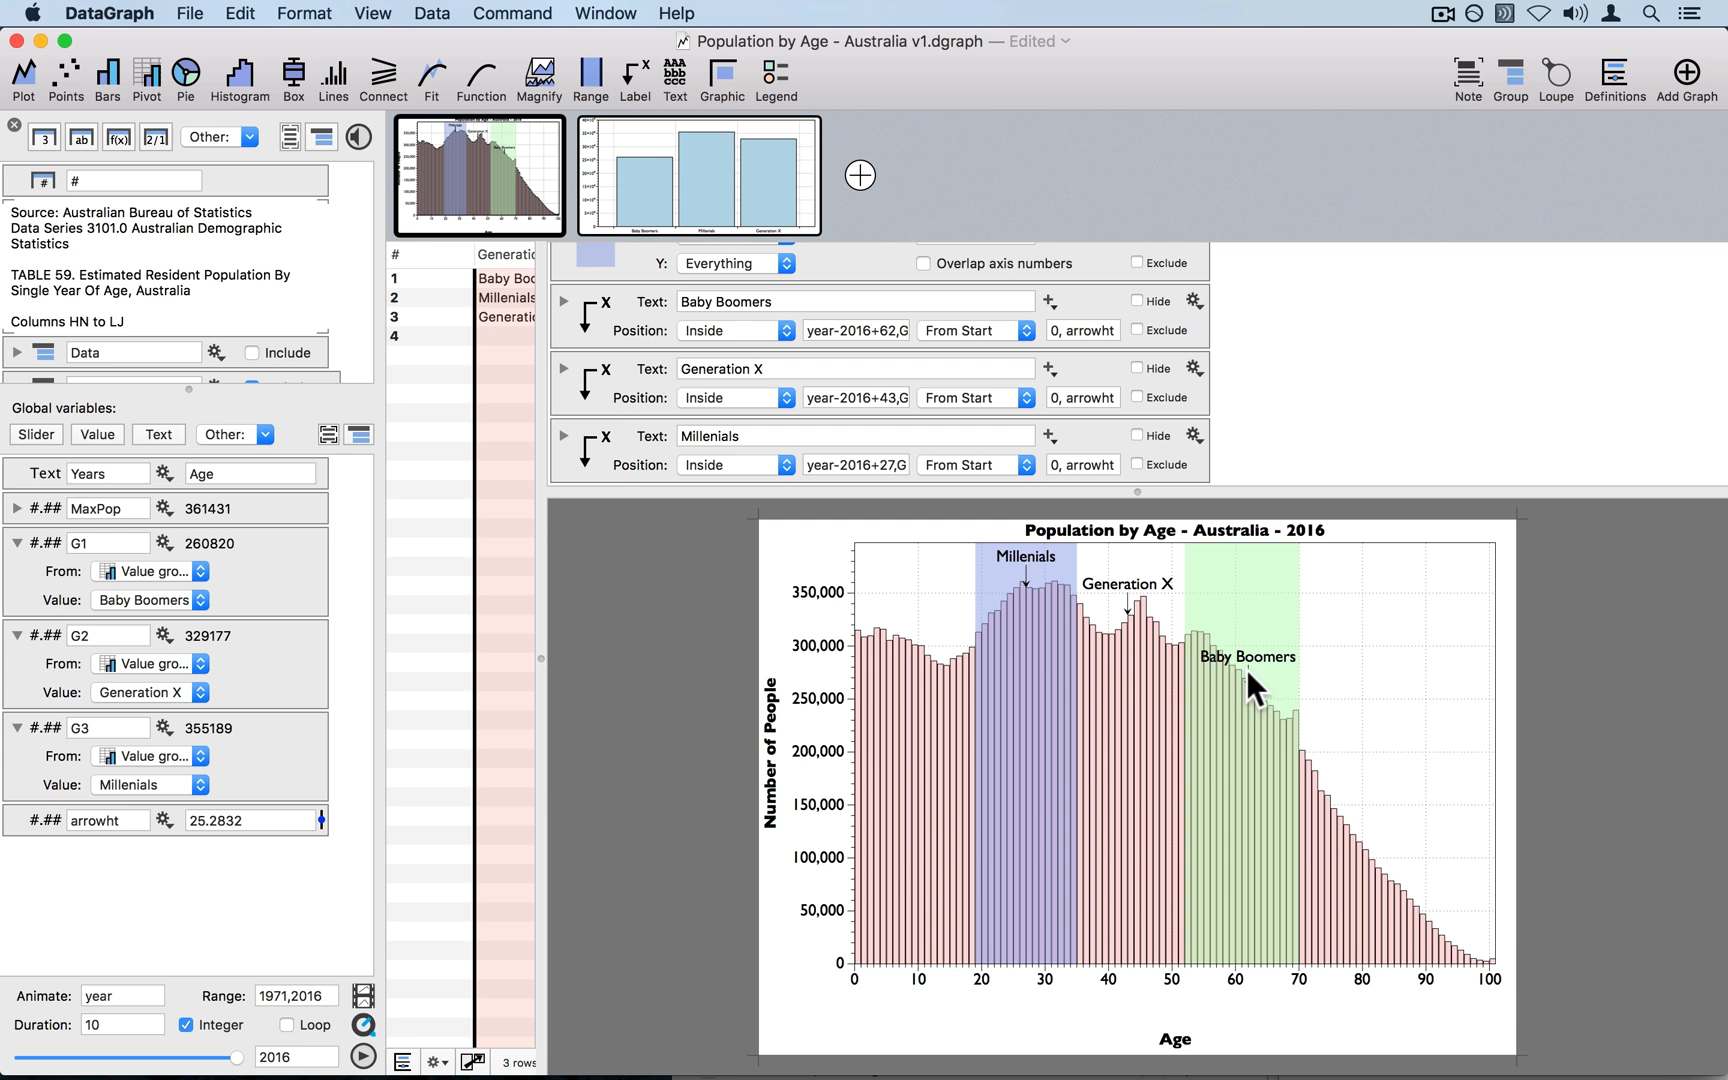 DataGraph File Edit Format View Data Command Window Help
Population by Age - Australia v1.dgraph — Edited
Plot Points Bars Pivot Pie Histogram Box Lines Connect Fit Function Magnify Range Label Text Graphic Legend Note Group Loupe Definitions Add Graph
3 ab f(x) 2/1 Other:
# #
Source: Australian Bureau of Statistics
Data Series 3101.0 Australian Demographic
Statistics
TABLE 59. Estimated Resident Population By
Single Year Of Age, Australia
Columns HN to LJ
Data Include
Global variables:
Slider Value Text Other:
Text Years Age
#.## MaxPop 361431
#.## G1 260820
From: Value gro...
Value: Baby Boomers
#.## G2 329177
From: Value gro...
Value: Generation X
#.## G3 355189
From: Value gro...
Value: Millenials
#.## arrowht 25.2832
Animate: year Range: 1971,2016
Duration: 10 Integer Loop
2016
# Generatio
1 Baby Boo
2 Millenials
3 Generatio
4
3 rows
Y: Everything Overlap axis numbers Exclude
X Text: Baby Boomers Hide
Position: Inside year-2016+62,G From Start 0, arrowht Exclude
X Text: Generation X Hide
Position: Inside year-2016+43,G From Start 0, arrowht Exclude
X Text: Millenials Hide
Position: Inside year-2016+27,G From Start 0, arrowht Exclude
Population by Age - Australia - 2016
Millenials
Generation X
Baby Boomers
Number of People
350,000
300,000
250,000
200,000
150,000
100,000
50,000
0
0 10 20 30 40 50 60 70 80 90 100
Age